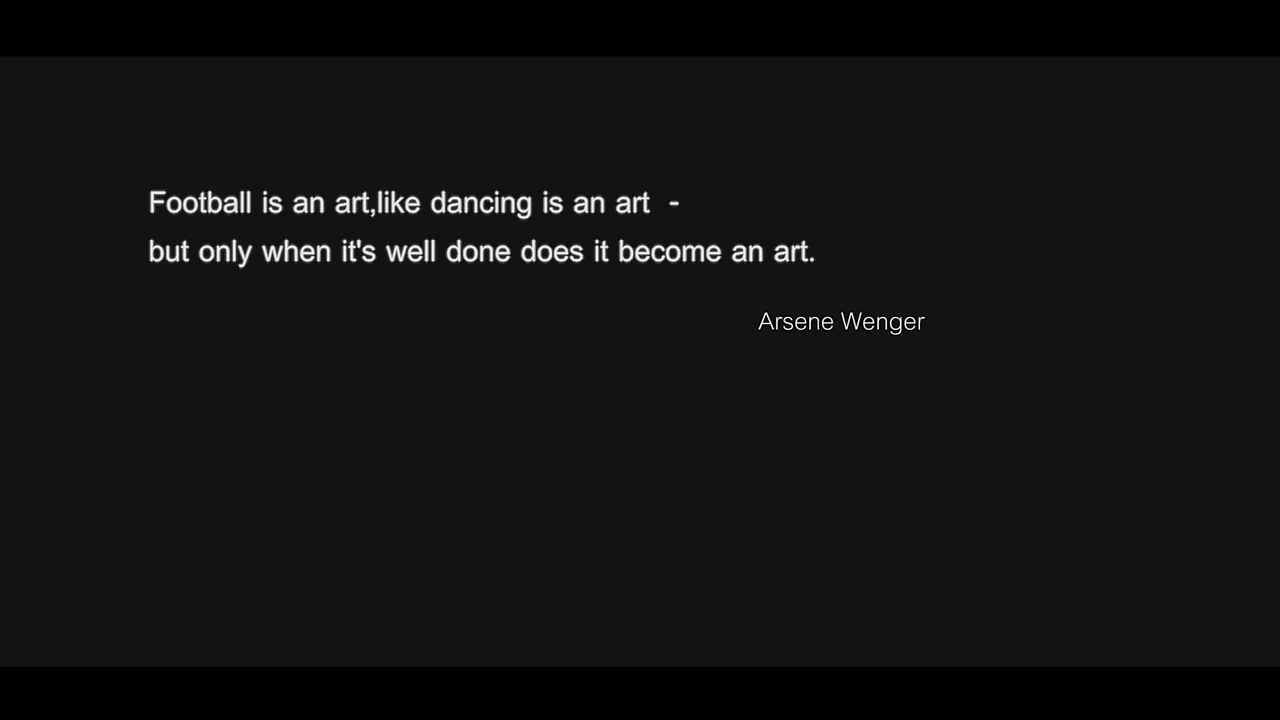 Football is an art,like dancing is an art -
but only when it's well done does it become an art.
Arsene Wenger